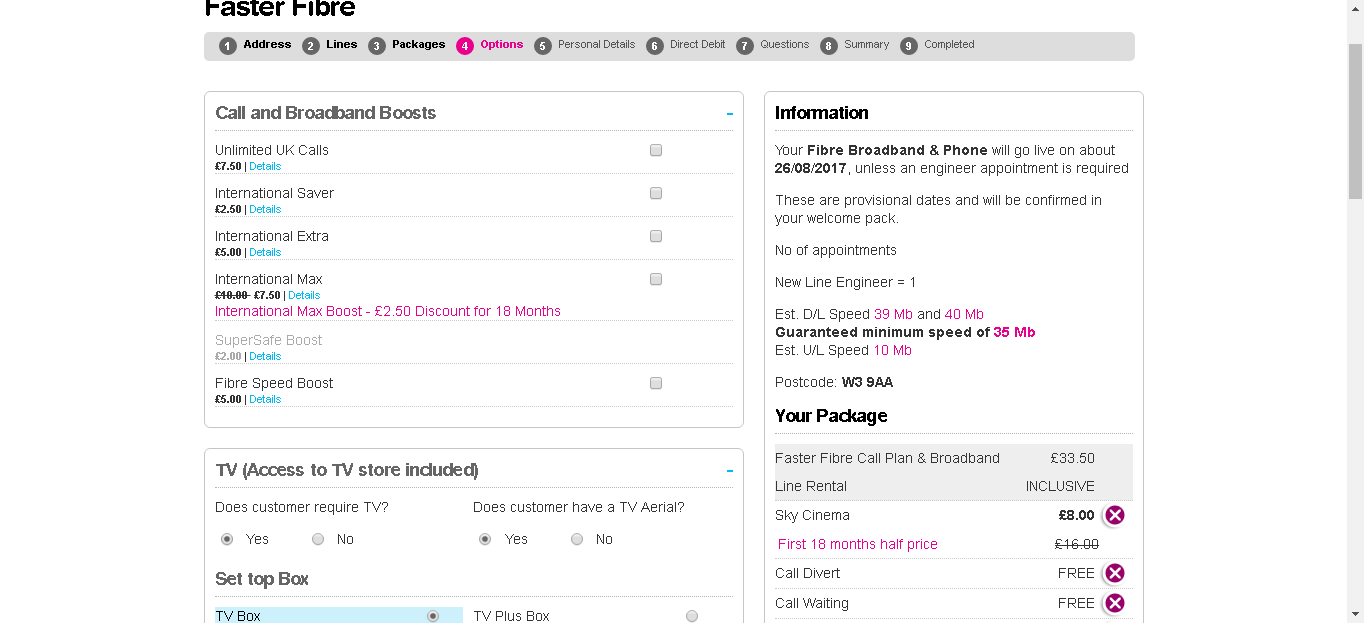 Faster Fibre
1 Address 2 Lines 3 Packages 4 Options 5 Personal Details 6 Direct Debit 7 Questions 8 Summary 9 Completed
Call and Broadband Boosts -
Unlimited UK Calls
£7.50 | Details
International Saver
£2.50 | Details
International Extra
£5.00 | Details
International Max
£10.00 £7.50 | Details
International Max Boost - £2.50 Discount for 18 Months
SuperSafe Boost
£2.00 | Details
Fibre Speed Boost
£5.00 | Details
TV (Access to TV store included) -
Does customer require TV? Does customer have a TV Aerial?
Yes No Yes No
Set top Box
TV Box TV Plus Box
Information
Your Fibre Broadband & Phone will go live on about
26/08/2017, unless an engineer appointment is required
These are provisional dates and will be confirmed in
your welcome pack.
No of appointments
New Line Engineer = 1
Est. D/L Speed 39 Mb and 40 Mb
Guaranteed minimum speed of 35 Mb
Est. U/L Speed 10 Mb
Postcode: W3 9AA
Your Package
Faster Fibre Call Plan & Broadband £33.50
Line Rental INCLUSIVE
Sky Cinema £8.00
First 18 months half price £16.00
Call Divert FREE
Call Waiting FREE